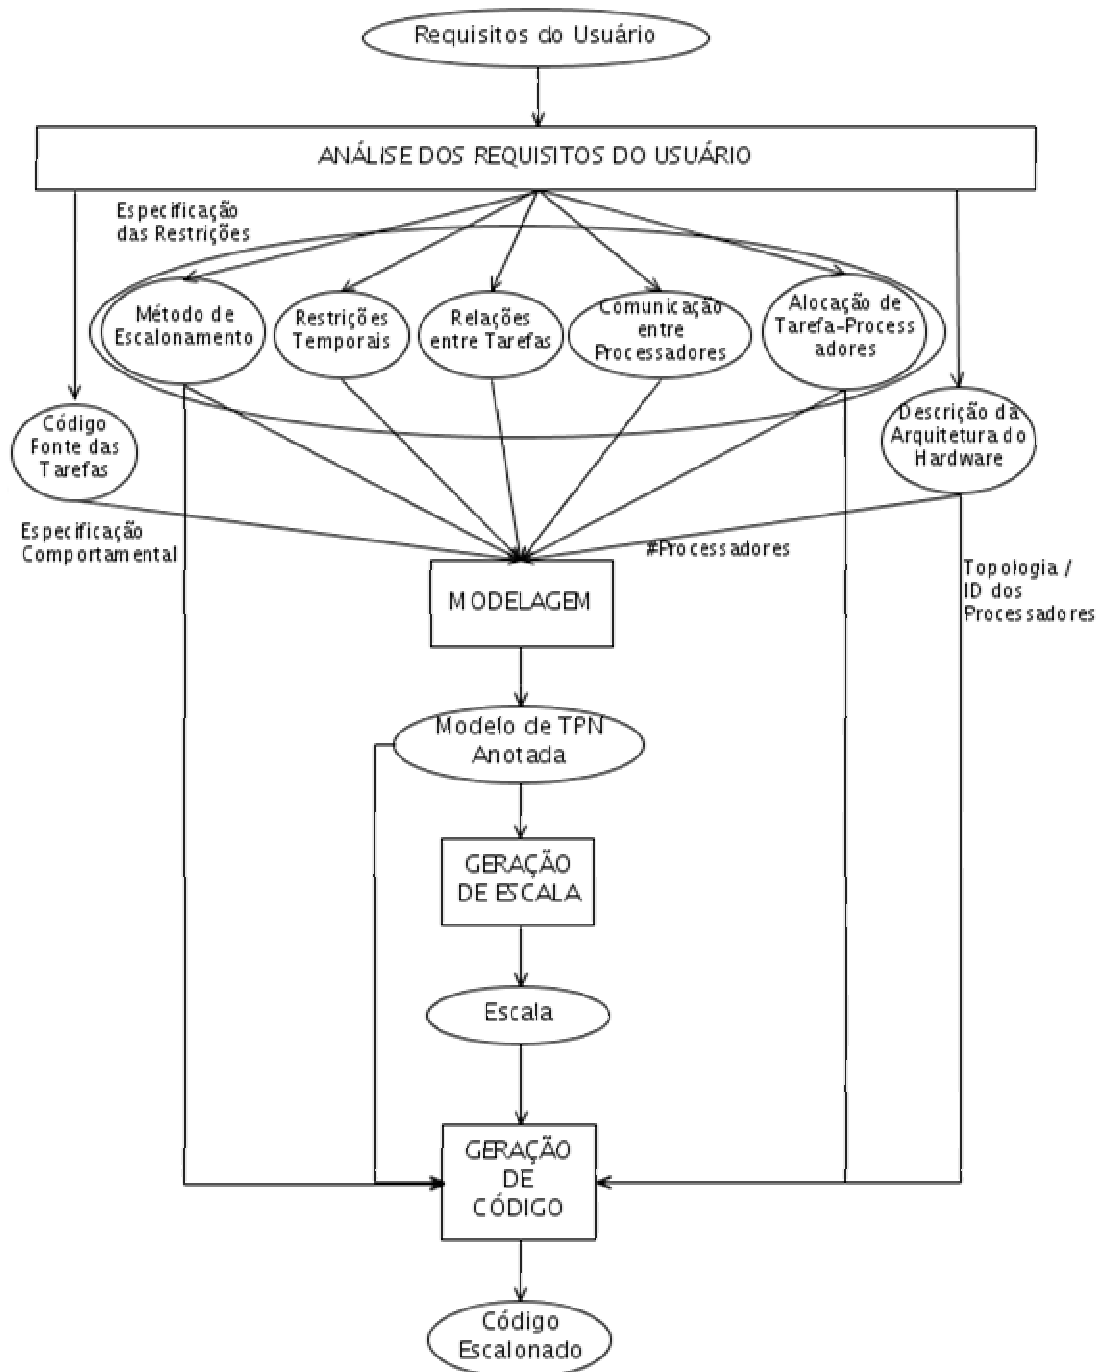 Requisitos do Usuário
ANÁLISE DOS REQUISITOS DO USUÁRIO
Especificação
das Restrições
Método de
Escalonamento
Restrições
Temporais
Relações
entre Tarefas
Comunicação
entre
Processadores
Alocação de
Tarefa-Process
adores
Código
Fonte das
Tarefas
Descrição da
Arquitetura do
Hardware
Especificação
Comportamental
#Processadores
Topologia /
ID dos
Processadores
MODELAGEM
Modelo de TPN
Anotada
GERAÇÃO
DE ESCALA
Escala
GERAÇÃO
DE
CÓDIGO
Código
Escalonado